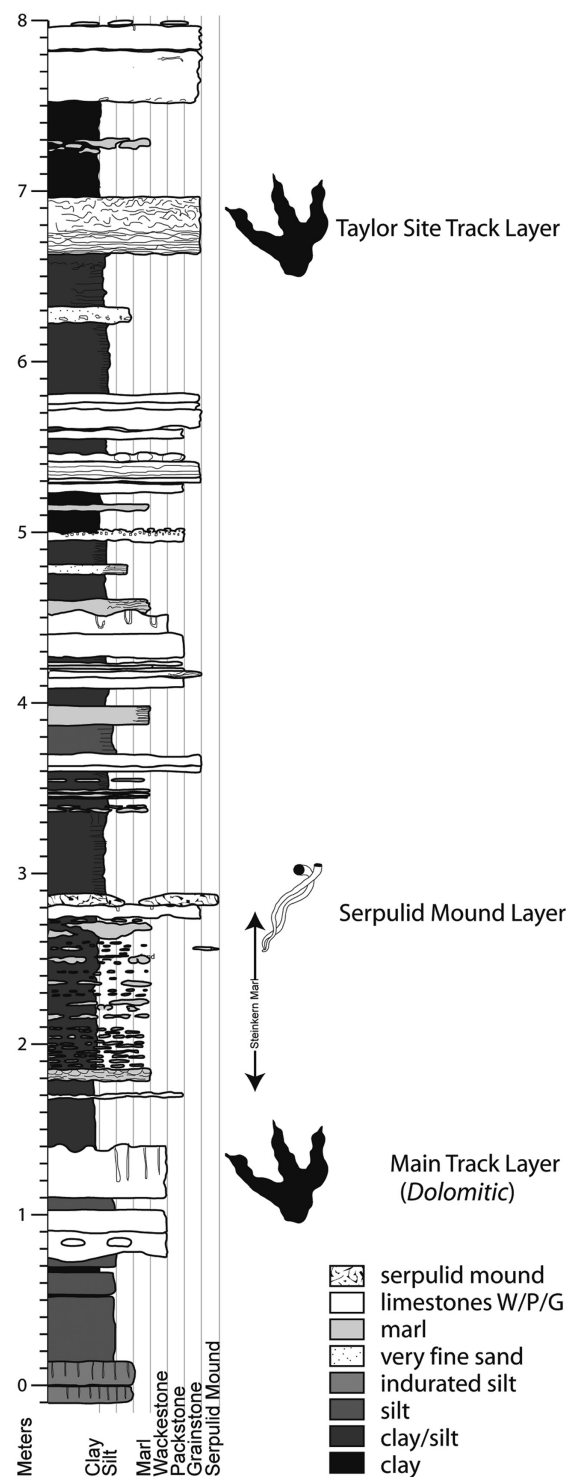 8
7
Taylor Site Track Layer
6
5
4
3
Serpulid Mound Layer
Steinkern Marl
2
Main Track Layer
(Dolomitic)
1
0
serpulid mound
limestones W/P/G
marl
very fine sand
indurated silt
silt
clay/silt
clay
Meters
Clay
Silt
Marl
Wackestone
Packstone
Grainstone
Serpulid Mound